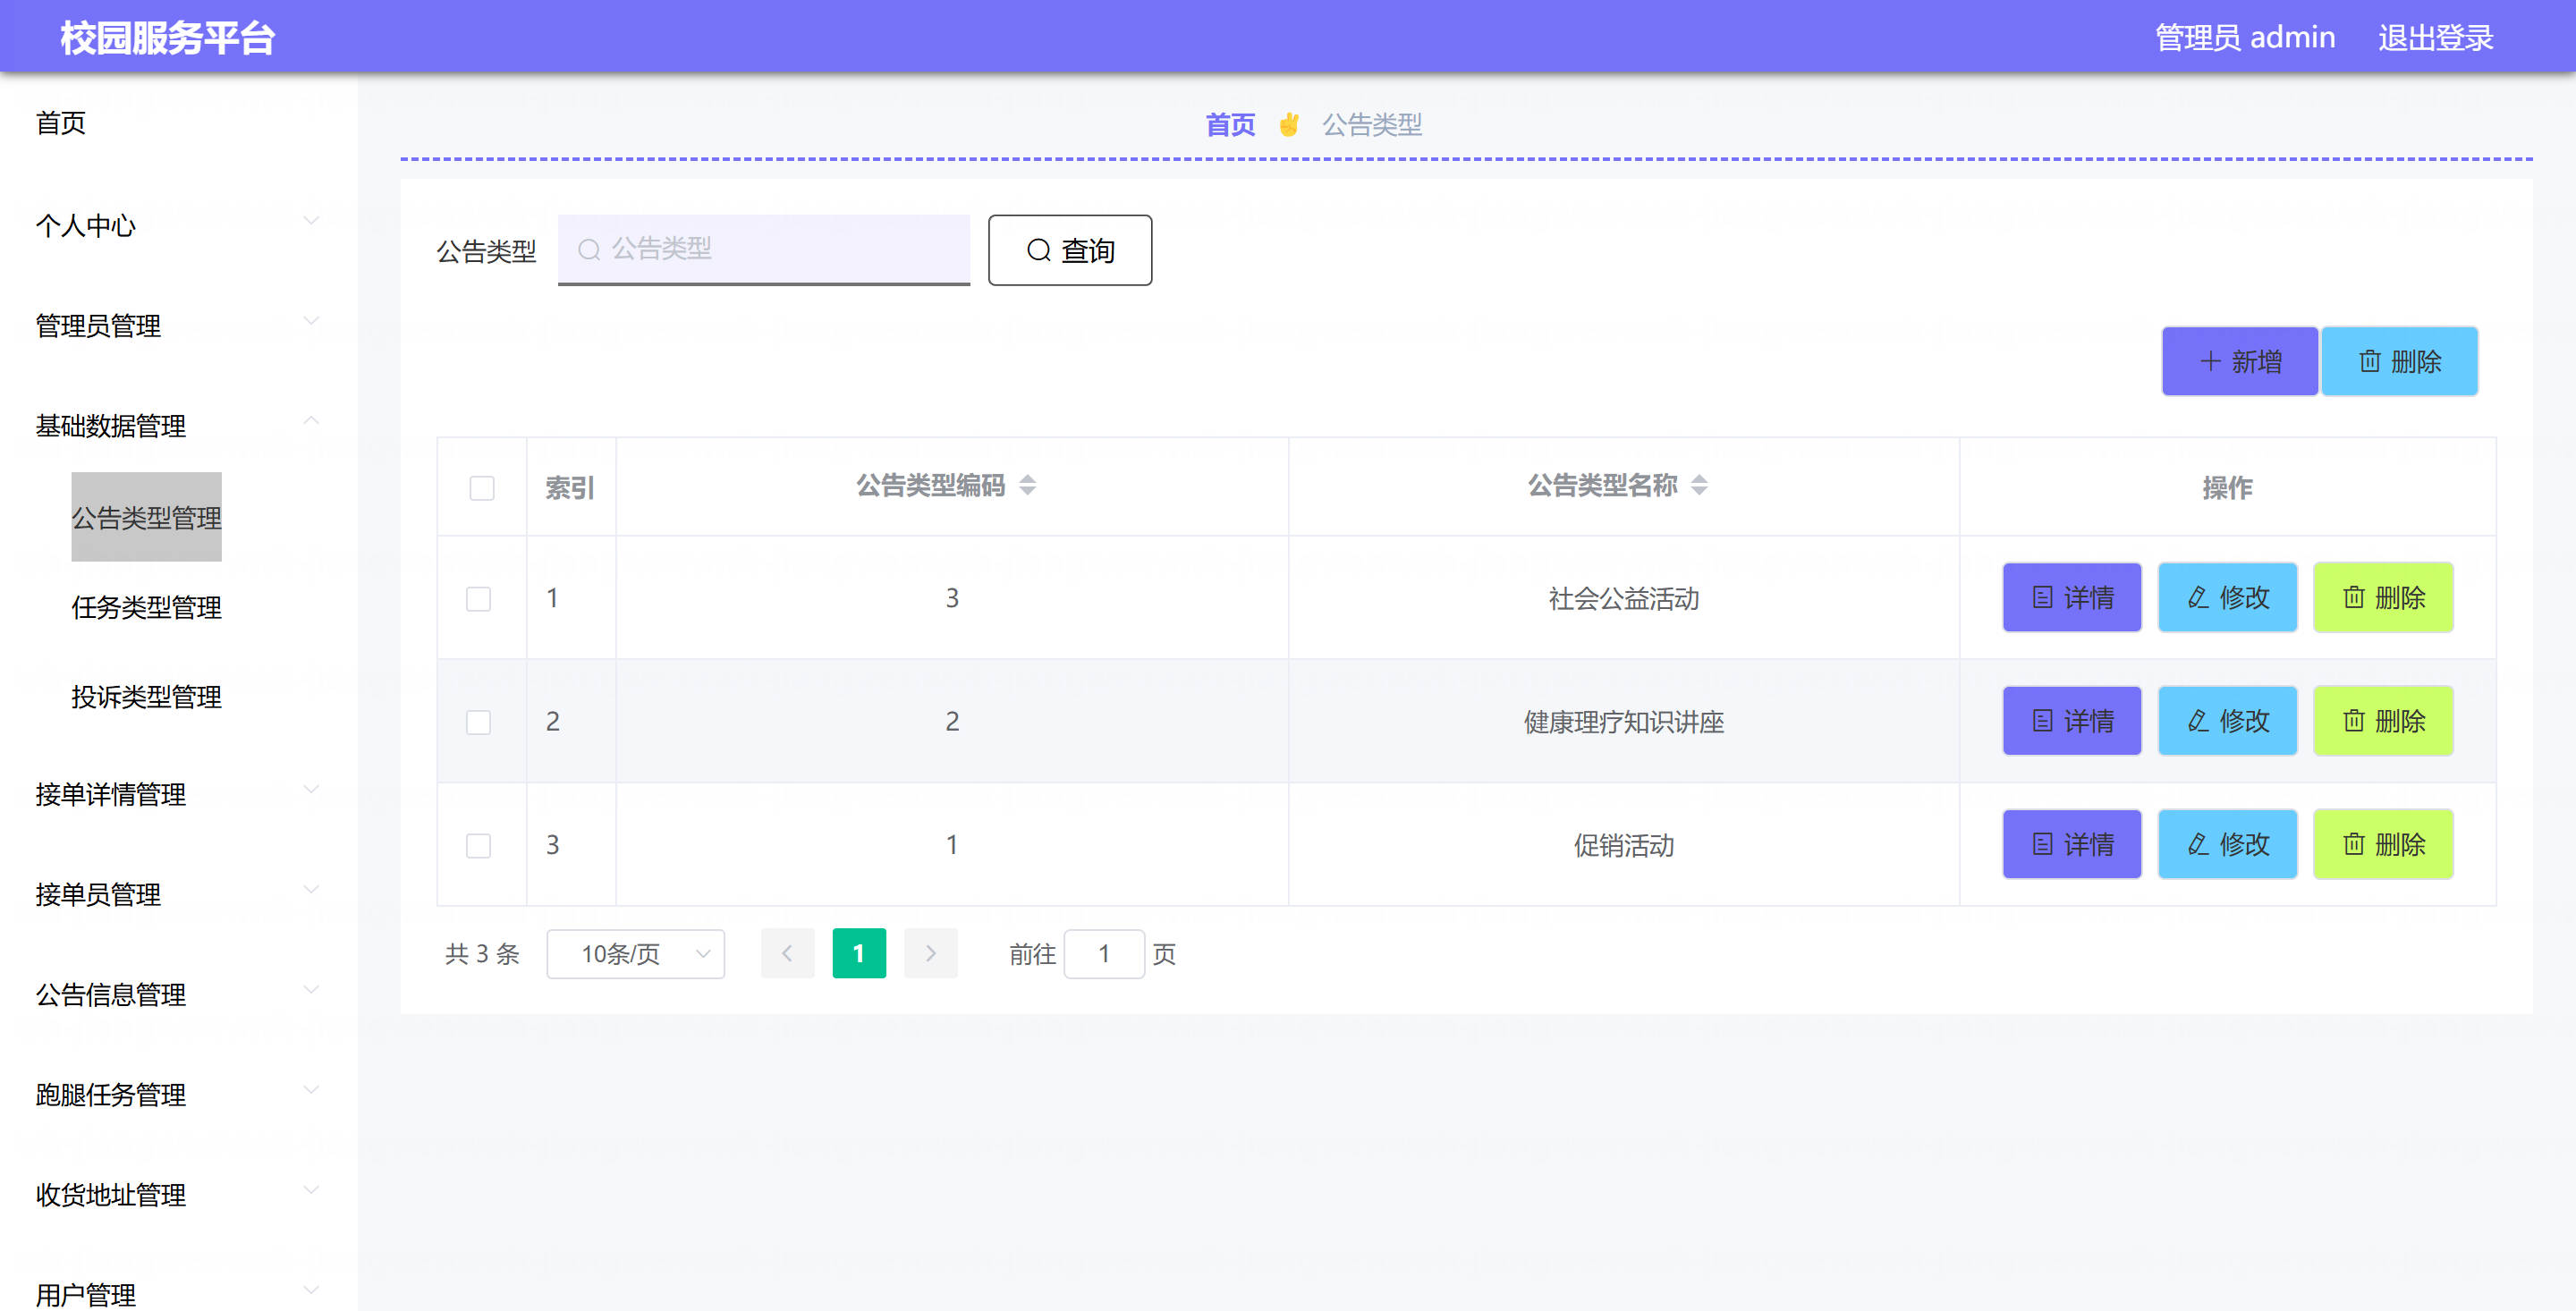 校园服务平台
管理员 admin 退出登录
首页
个人中心
管理员管理
基础数据管理
公告类型管理
任务类型管理
投诉类型管理
接单详情管理
接单员管理
公告信息管理
跑腿任务管理
收货地址管理
用户管理
首页 公告类型
公告类型 公告类型 查询
新增 删除
索引 公告类型编码 公告类型名称 操作
1 3 社会公益活动 详情 修改 删除
2 2 健康理疗知识讲座 详情 修改 删除
3 1 促销活动 详情 修改 删除
共 3 条 10条/页 1 前往 1 页